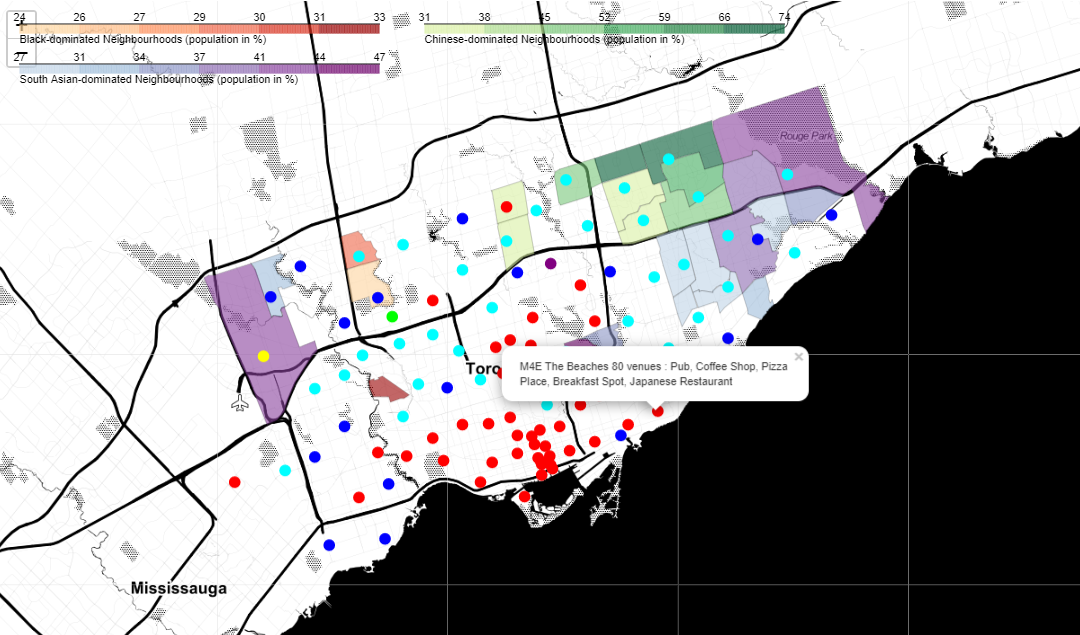 24 26 27 29 30 31 33
Black-dominated Neighbourhoods (population in %)
31 38 45 52 59 66 74
Chinese-dominated Neighbourhoods (population in %)
27 31 34 37 41 44 47
South Asian-dominated Neighbourhoods (population in %)
Rouge Park
Toro
M4E The Beaches 80 venues : Pub, Coffee Shop, Pizza
Place, Breakfast Spot, Japanese Restaurant
×
Mississauga